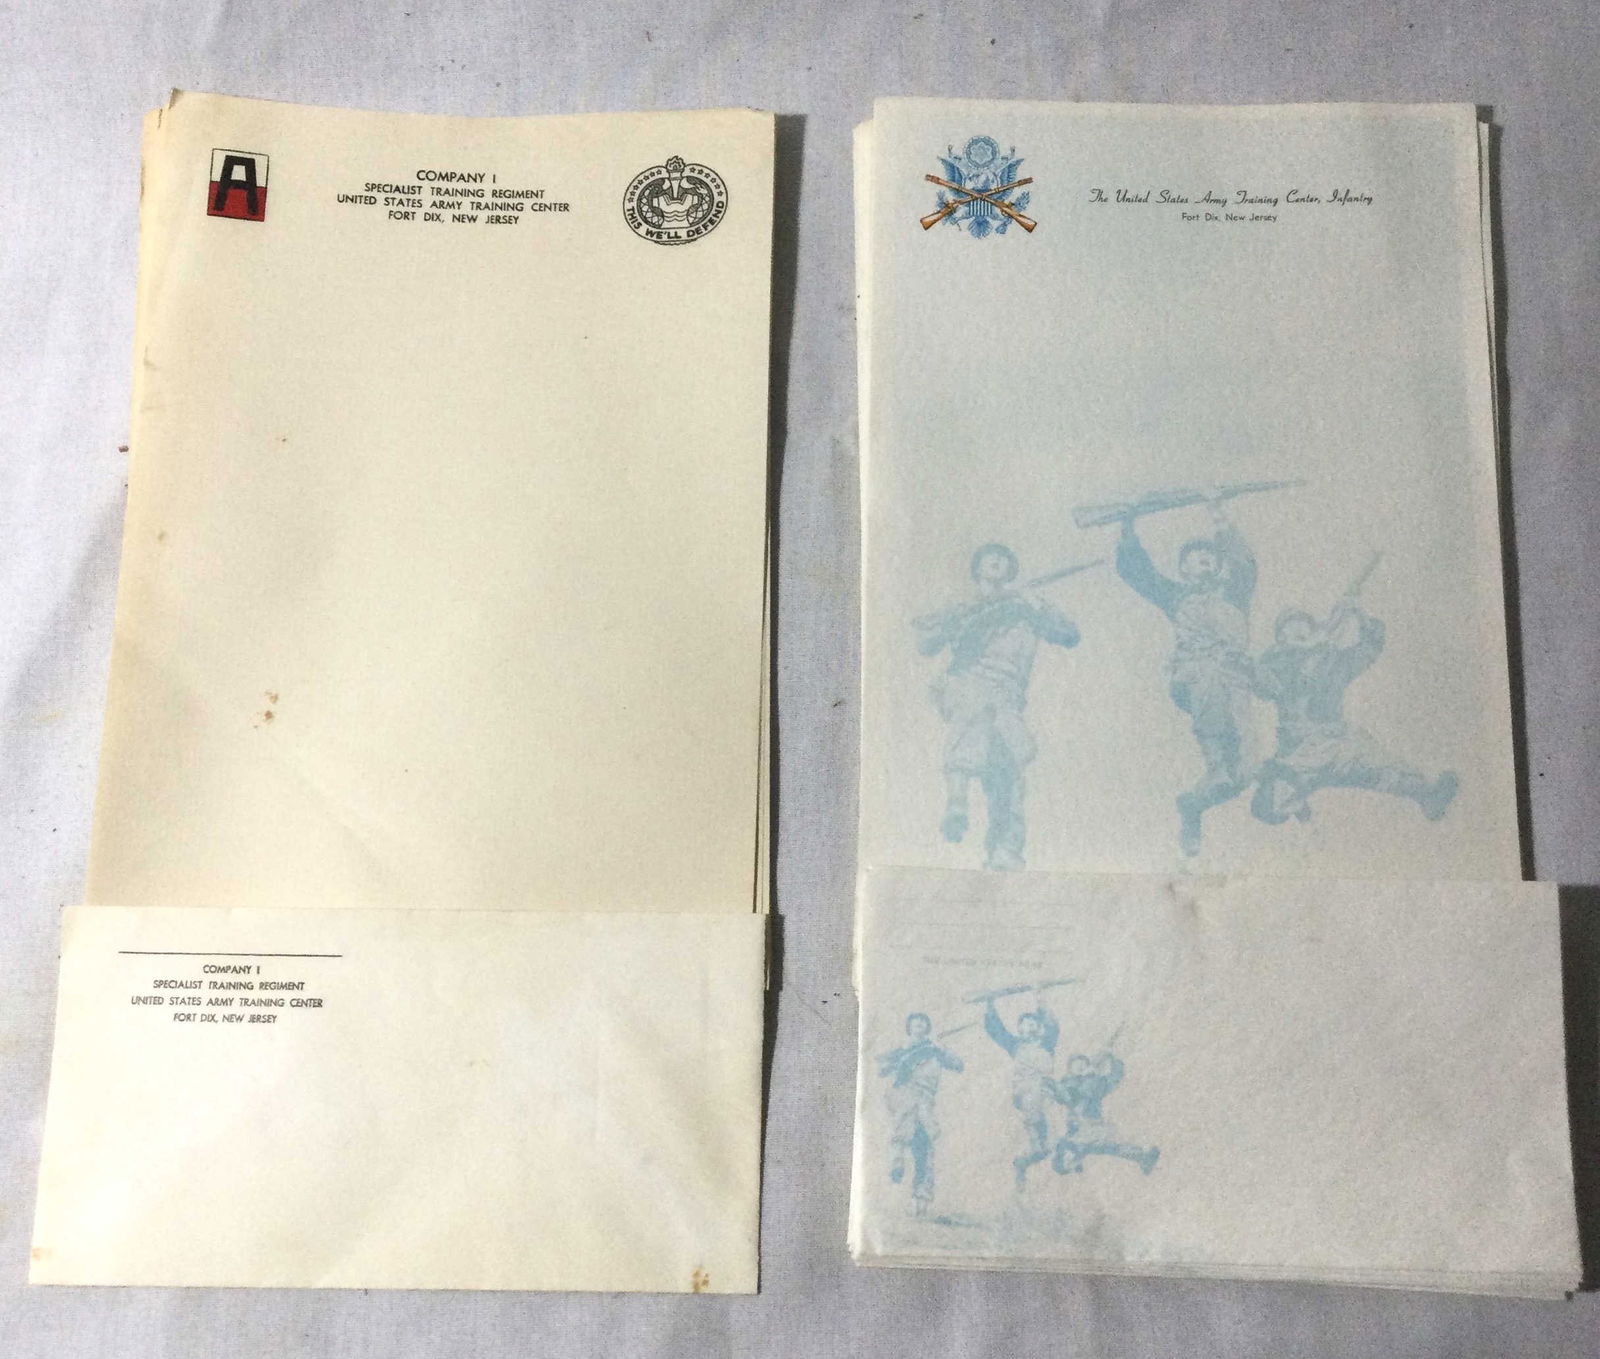 A
COMPANY I
SPECIALIST TRAINING REGIMENT
UNITED STATES ARMY TRAINING CENTER
FORT DIX, NEW JERSEY
THIS WE'LL DEFEND
The United States Army Training Center, Infantry
Fort Dix, New Jersey
COMPANY I
SPECIALIST TRAINING REGIMENT
UNITED STATES ARMY TRAINING CENTER
FORT DIX, NEW JERSEY